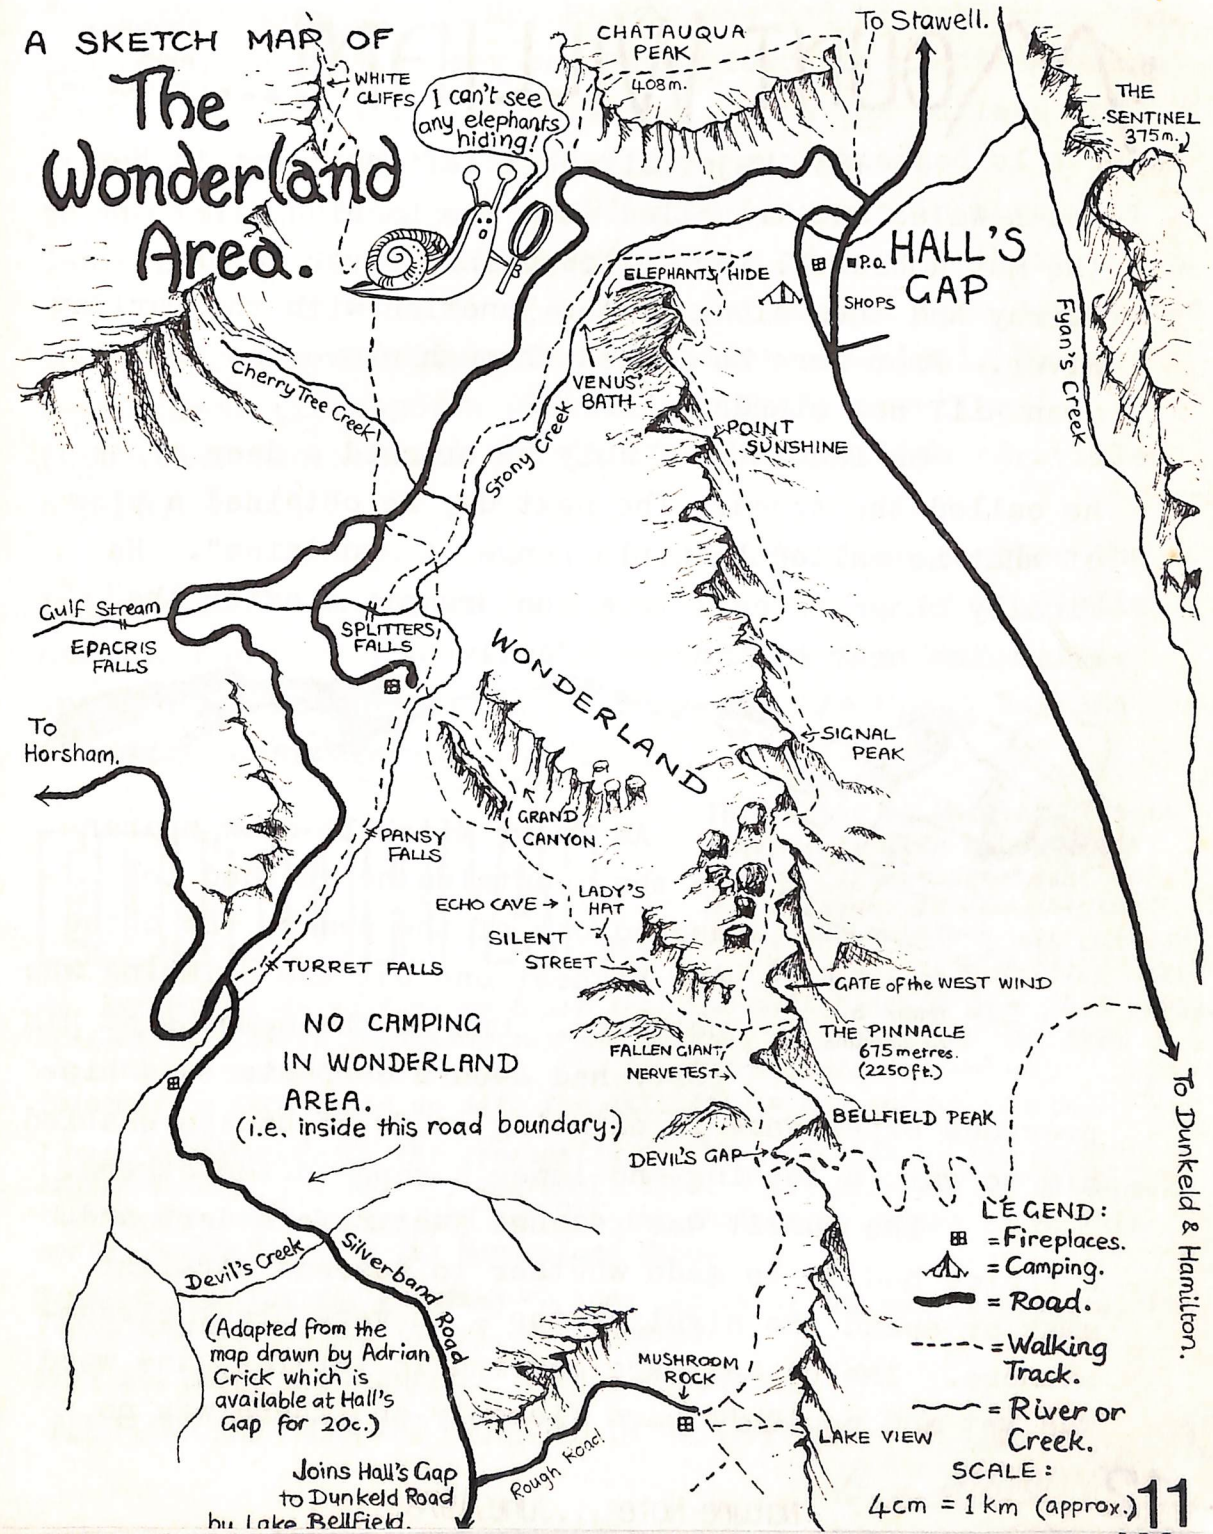 A SKETCH MAP OF
The
Wonderland
Area.
WHITE
CLIFFS
I can't see
any elephants
hiding!
CHATAUQUA
PEAK
408m.
To Stawell.
THE
SENTINEL
375m.
HALL'S
GAP
P.O.
SHOPS
ELEPHANT'S HIDE
Fyan's Creek
VENUS
BATH
Cherry Tree Creek
Stony Creek
POINT
SUNSHINE
Gulf Stream
EPACRIS
FALLS
SPLITTERS
FALLS
WONDERLAND
To
Horsham.
SIGNAL
PEAK
GRAND
CANYON.
PANSY
FALLS
ECHO CAVE
LADY'S
HAT
SILENT
STREET
TURRET FALLS
GATE of the WEST WIND
NO CAMPING
IN WONDERLAND
AREA.
(i.e. inside this road boundary.)
THE PINNACLE
675 metres.
(2250 ft.)
FALLEN GIANT
NERVE TEST
BELLFIELD PEAK
DEVIL'S GAP
To Dunkeld & Hamilton.
Devil's Creek
Silverband Road
(Adapted from the
map drawn by Adrian
Crick which is
available at Hall's
Gap for 20c.)
MUSHROOM
ROCK
LAKE VIEW
Rough Road!
Joins Hall's Gap
to Dunkeld Road
by Lake Bellfield.
LEGEND:
= Fireplaces.
= Camping.
= Road.
= Walking
Track.
= River or
Creek.
SCALE:
4cm = 1 km (approx.)
11